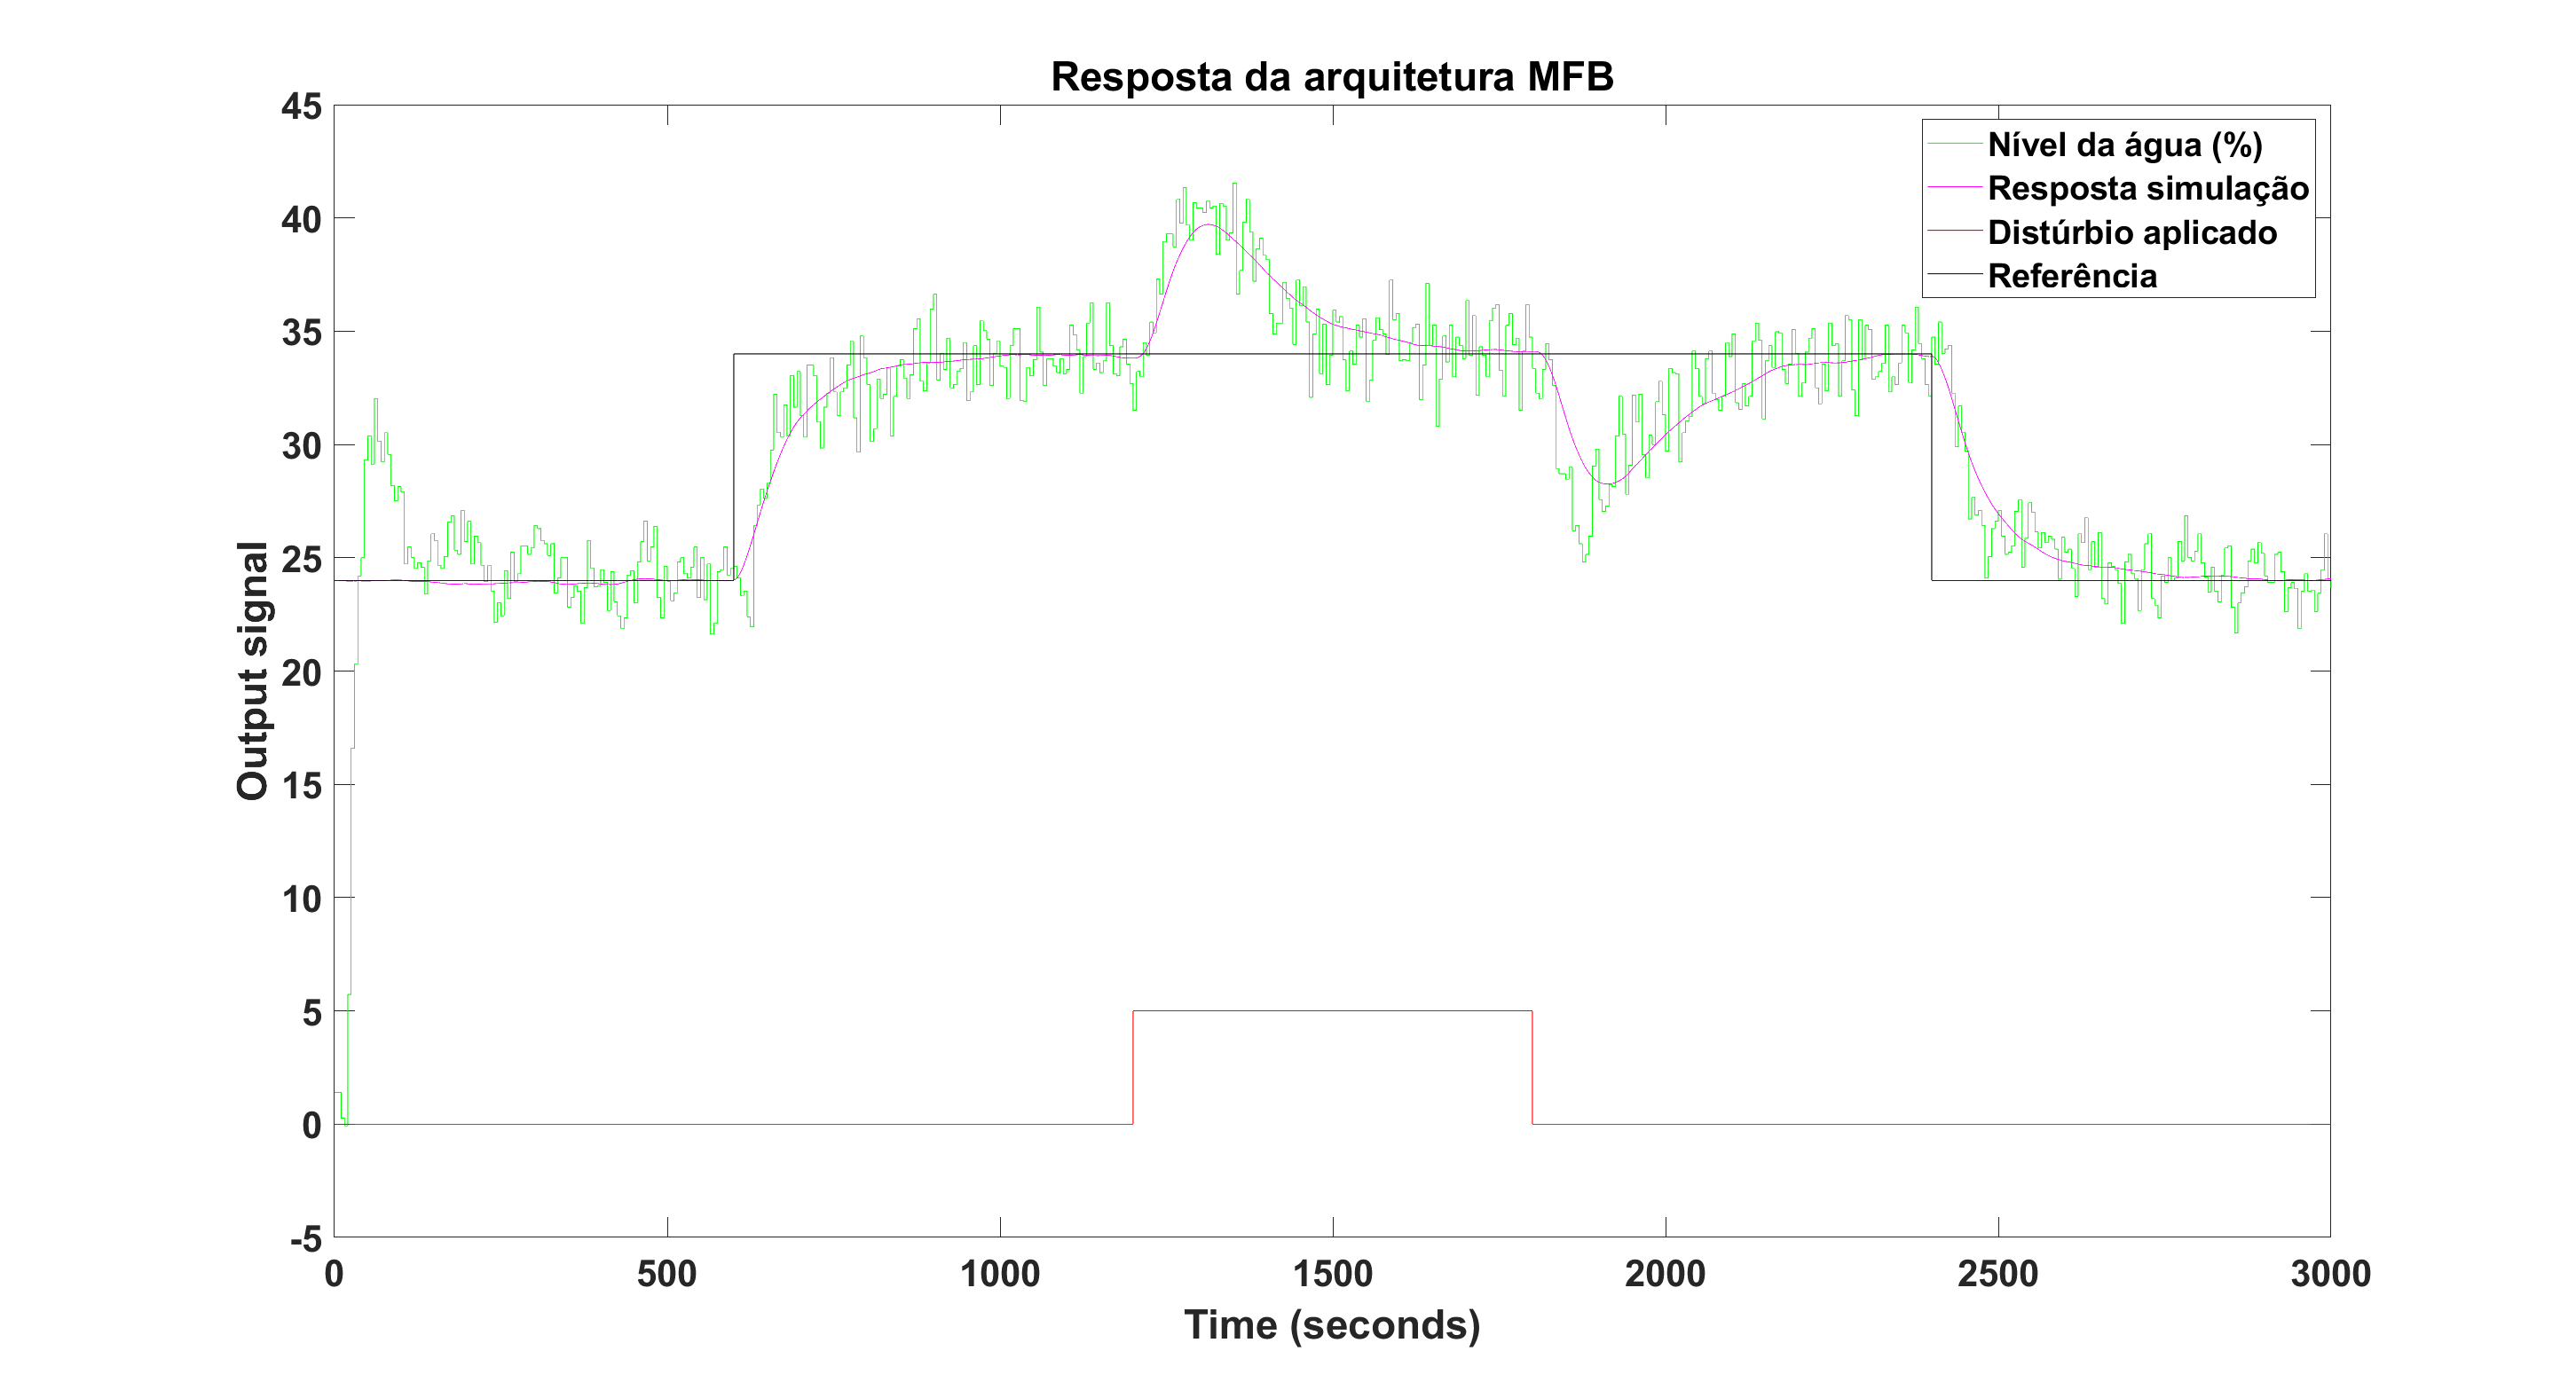 Resposta da arquitetura MFB
45
40
35
30
25
20
15
10
5
0
-5
Output signal
Nível da água (%)
Resposta simulação
Distúrbio aplicado
Referência
0 500 1000 1500 2000 2500 3000
Time (seconds)